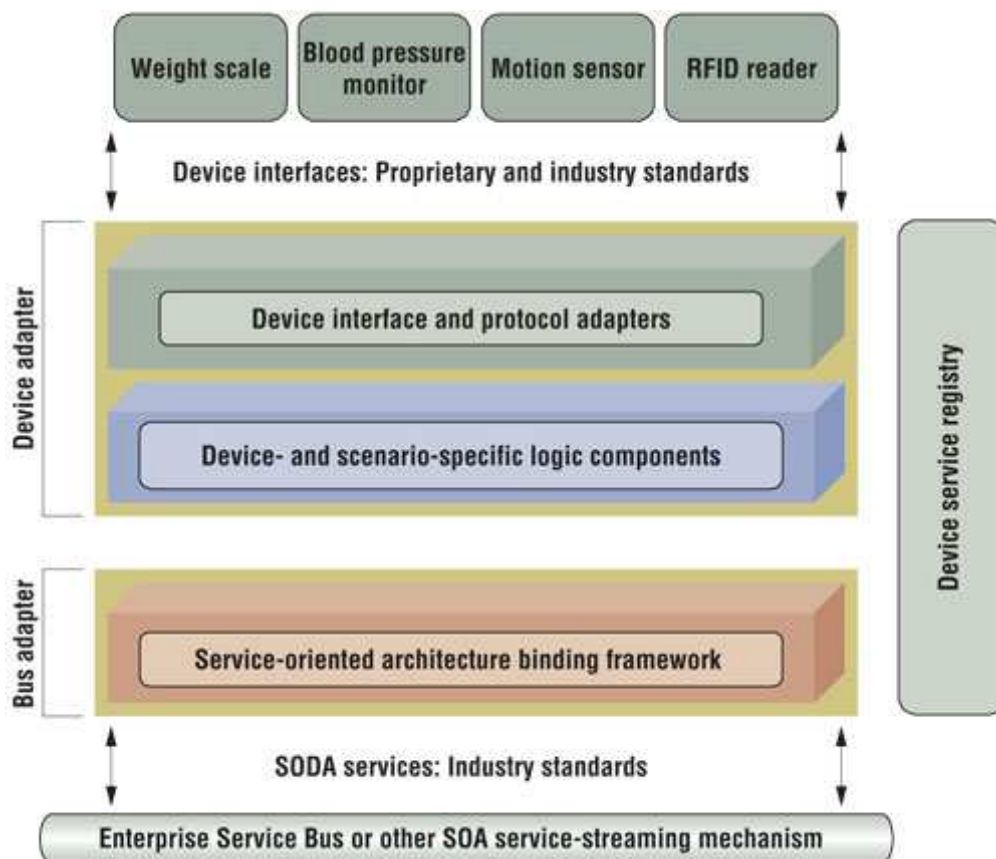 Weight scale
Blood pressure
monitor
Motion sensor
RFID reader
Device interfaces: Proprietary and industry standards
Device adapter
Device interface and protocol adapters
Device- and scenario-specific logic components
Device service registry
Bus adapter
Service-oriented architecture binding framework
SODA services: Industry standards
Enterprise Service Bus or other SOA service-streaming mechanism